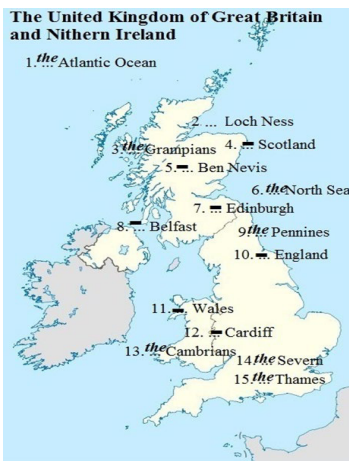 The United Kingdom of Great Britain
and Nithern Ireland
1. the Atlantic Ocean
2 ... Loch Ness
3. the Grampians
4. – Scotland
5. – Ben Nevis
6. the North Sea
7. – Edinburgh
8. – Belfast
9 the Pennines
10. – England
11. – Wales
12. – Cardiff
13. the Cambrians
14 the Severn
15. the Thames